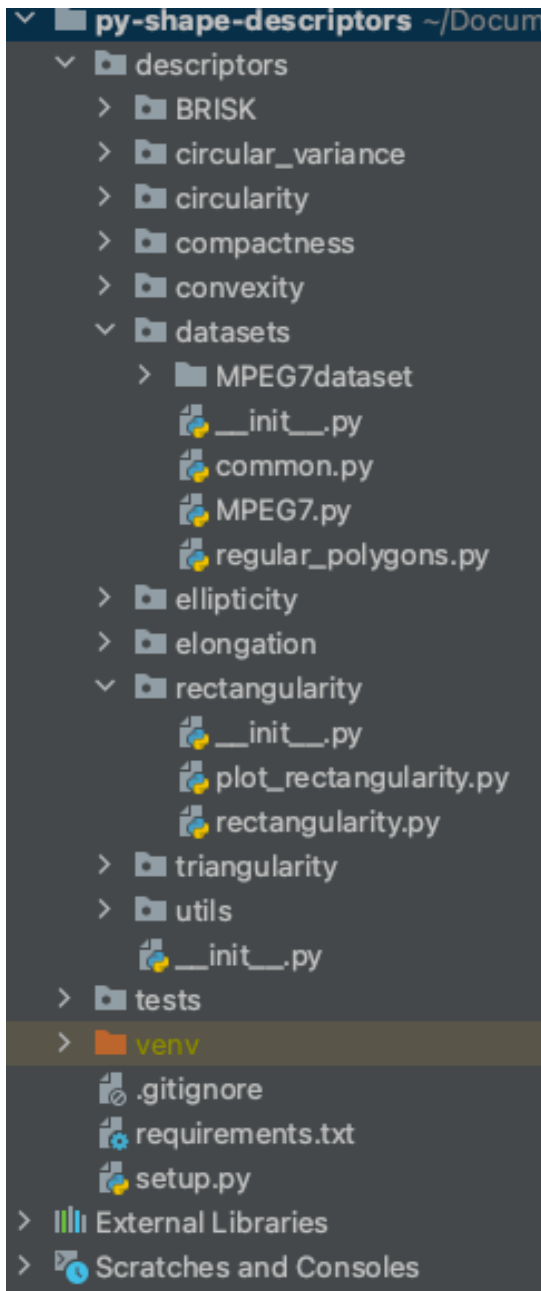 py-shape-descriptors ~/Docum
descriptors
BRISK
circular_variance
circularity
compactness
convexity
datasets
MPEG7dataset
__init__.py
common.py
MPEG7.py
regular_polygons.py
ellipticity
elongation
rectangularity
__init__.py
plot_rectangularity.py
rectangularity.py
triangularity
utils
__init__.py
tests
venv
.gitignore
requirements.txt
setup.py
External Libraries
Scratches and Consoles